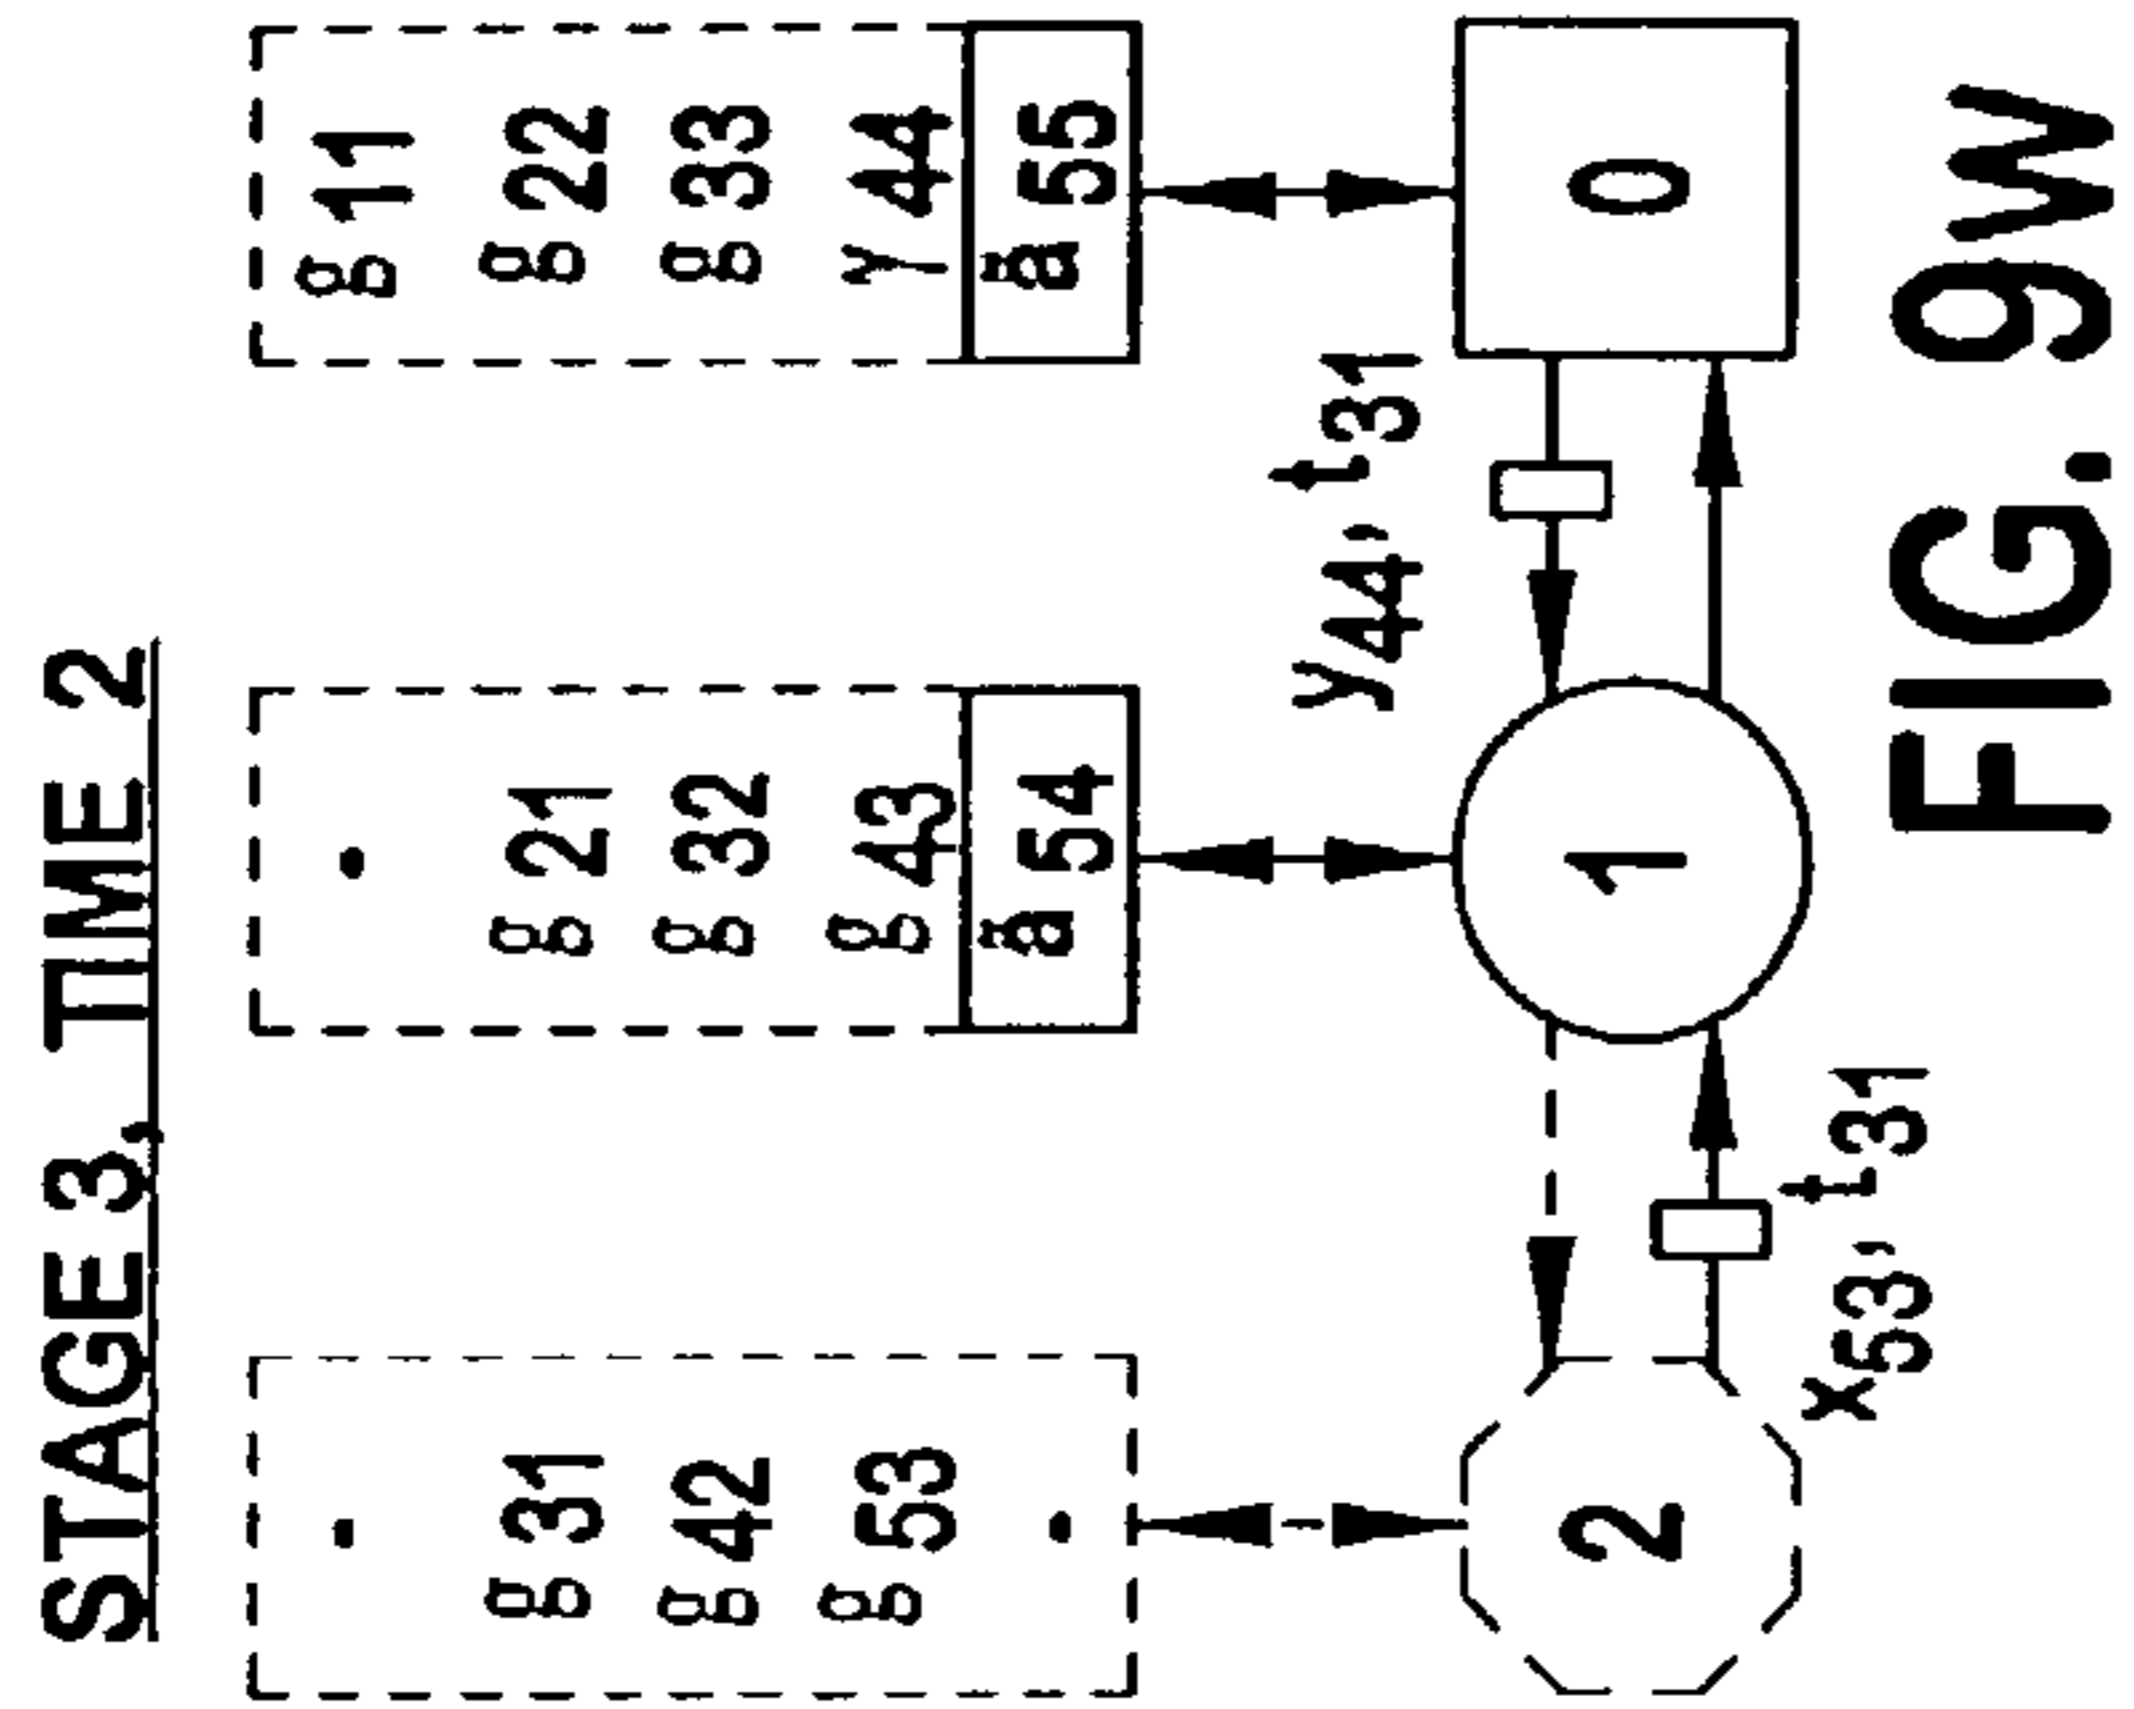 STAGE 3, TIME 2
• • g 11
g 31 g 21 g 22
g 42 g 32 g 33
g 53 g 43 y 44
• ã 54 ã 55
y44, t31
2 1 0
x53, t31
FIG. 9W